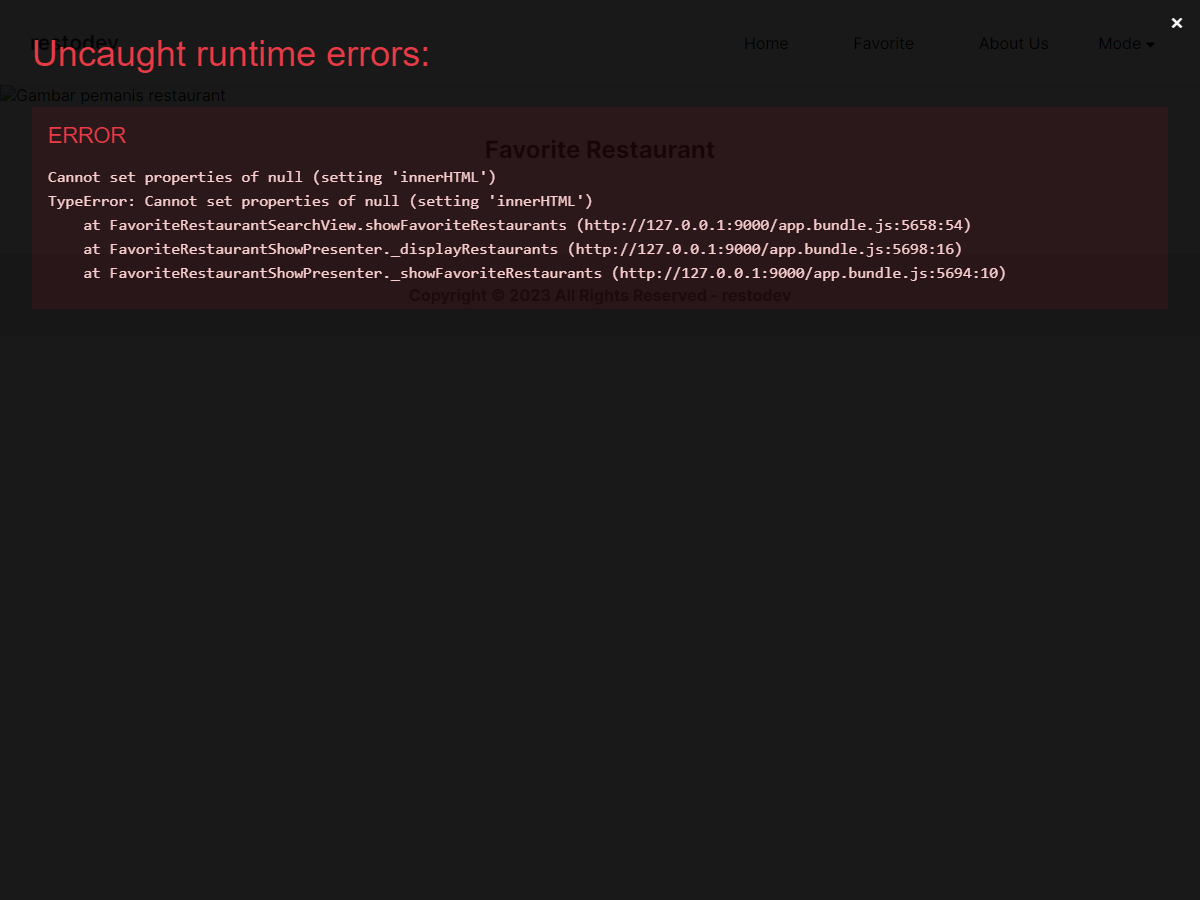 restodev
Home Favorite About Us Mode
Uncaught runtime errors:
×
Gambar pemanis restaurant
ERROR
Favorite Restaurant
Cannot set properties of null (setting 'innerHTML')
TypeError: Cannot set properties of null (setting 'innerHTML')
    at FavoriteRestaurantSearchView.showFavoriteRestaurants (http://127.0.0.1:9000/app.bundle.js:5658:54)
    at FavoriteRestaurantShowPresenter._displayRestaurants (http://127.0.0.1:9000/app.bundle.js:5698:16)
    at FavoriteRestaurantShowPresenter._showFavoriteRestaurants (http://127.0.0.1:9000/app.bundle.js:5694:10)
Copyright © 2023 All Rights Reserved - restodev